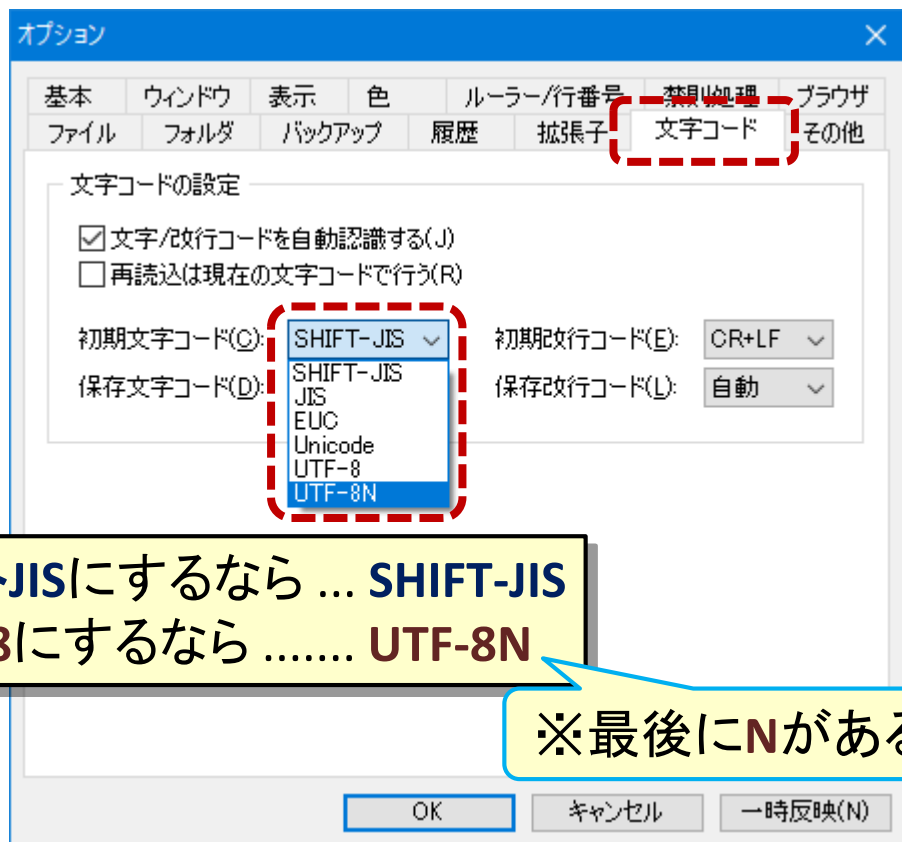 オプション
基本 ウィンドウ 表示 色 ルーラー/行番号 禁則処理 ブラウザ
ファイル フォルダ バックアップ 履歴 拡張子 文字コード その他
文字コードの設定
文字/改行コードを自動認識する(J)
再読込は現在の文字コードで行う(R)
初期文字コード(C): SHIFT-JIS 初期改行コード(E): CR+LF
保存文字コード(D): 保存改行コード(L): 自動
SHIFT-JIS
JIS
EUC
Unicode
UTF-8
UTF-8N
JISにするなら ... SHIFT-JIS
8にするなら ....... UTF-8N
※最後にNがある
OK キャンセル 一時反映(N)